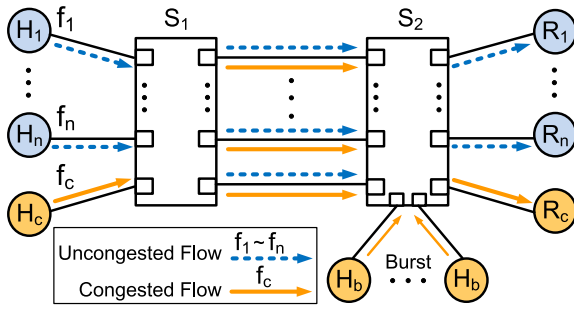 H1 f1 S1 S2 R1
Hn fn Rn
Hc fc Rc
Uncongested Flow f1~fn
Congested Flow fc
Hb Burst Hb